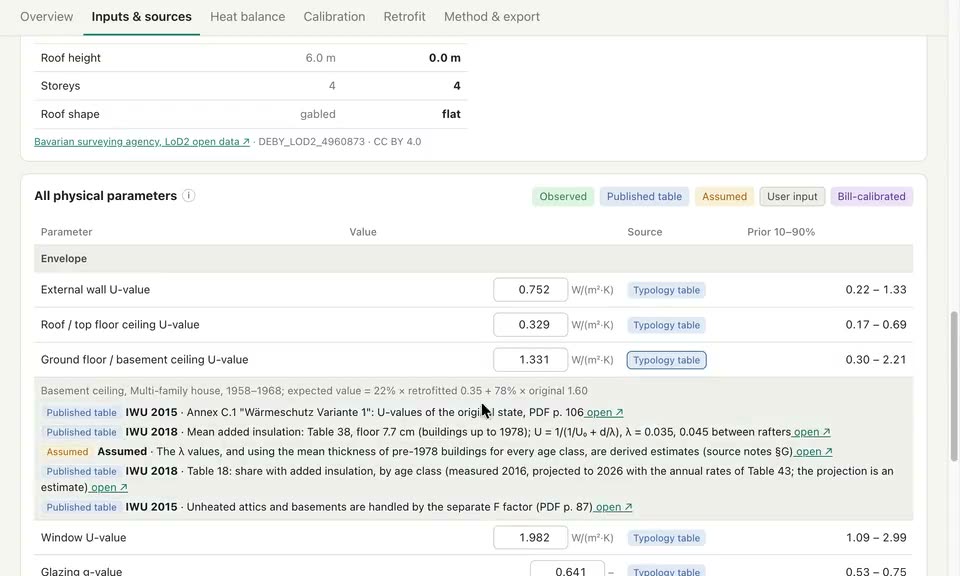 Overview Inputs & sources Heat balance Calibration Retrofit Method & export
Roof height 6.0 m 0.0 m
Storeys 4 4
Roof shape gabled flat
Bavarian surveying agency, LoD2 open data ↗ · DEBY_LOD2_4960873 · CC BY 4.0
All physical parameters i Observed Published table Assumed User input Bill-calibrated
Parameter Value Source Prior 10–90%
Envelope
External wall U-value 0.752 W/(m²·K) Typology table 0.22 – 1.33
Roof / top floor ceiling U-value 0.329 W/(m²·K) Typology table 0.17 – 0.69
Ground floor / basement ceiling U-value 1.331 W/(m²·K) Typology table 0.30 – 2.21
Basement ceiling, Multi-family house, 1958–1968; expected value = 22% × retrofitted 0.35 + 78% × original 1.60
Published table IWU 2015 · Annex C.1 "Wärmeschutz Variante 1": U-values of the original state, PDF p. 106 open ↗
Published table IWU 2018 · Mean added insulation: Table 38, floor 7.7 cm (buildings up to 1978); U = 1/(1/U₀ + d/λ), λ = 0.035, 0.045 between rafters open ↗
Assumed Assumed · The λ values, and using the mean thickness of pre-1978 buildings for every age class, are derived estimates (source notes §G) open ↗
Published table IWU 2018 · Table 18: share with added insulation, by age class (measured 2016, projected to 2026 with the annual rates of Table 43; the projection is an
estimate) open ↗
Published table IWU 2015 · Unheated attics and basements are handled by the separate F factor (PDF p. 87) open ↗
Window U-value 1.982 W/(m²·K) Typology table 1.09 – 2.99
Glazing g-value 0.641 – Typology table 0.53 – 0.75